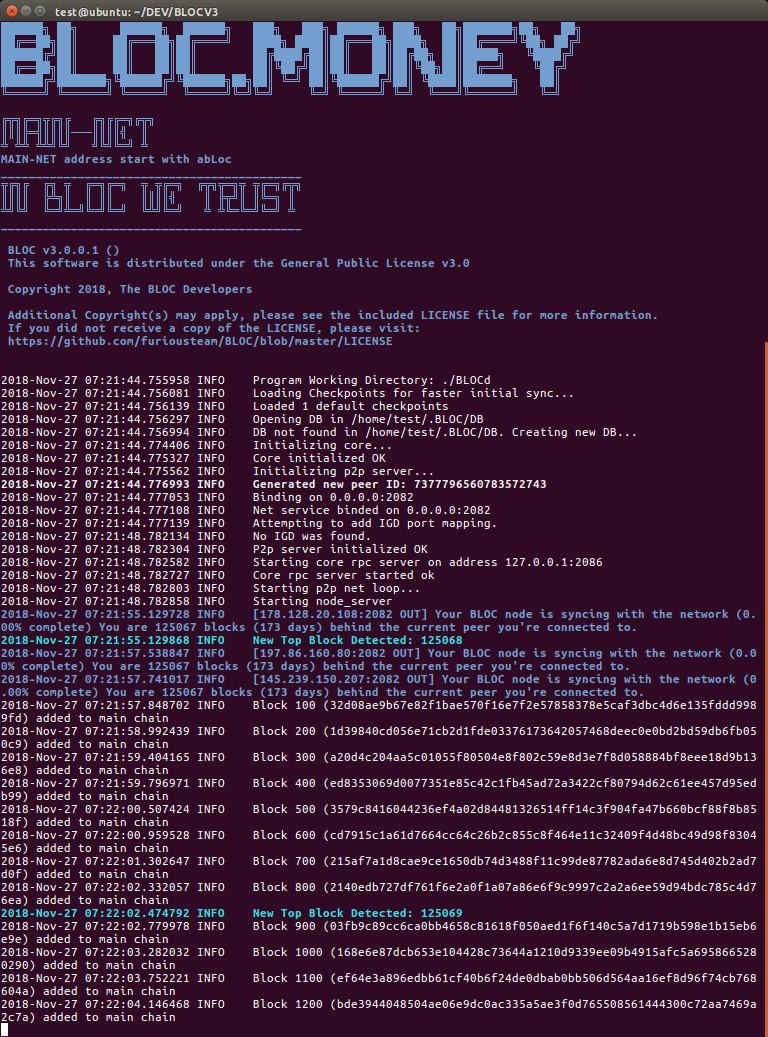 test@ubuntu: ~/DEV/BLOCV3
BLOC.MONEY
MAIN-NET
MAIN-NET address start with abLoc
IN BLOC WE TRUST
BLOC v3.0.0.1 ()
This software is distributed under the General Public License v3.0
Copyright 2018, The BLOC Developers
Additional Copyright(s) may apply, please see the included LICENSE file for more information.
If you did not receive a copy of the LICENSE, please visit:
https://github.com/furiousteam/BLOC/blob/master/LICENSE
2018-Nov-27 07:21:44.755958 INFO    Program Working Directory: ./BLOCd
2018-Nov-27 07:21:44.756081 INFO    Loading Checkpoints for faster initial sync...
2018-Nov-27 07:21:44.756139 INFO    Loaded 1 default checkpoints
2018-Nov-27 07:21:44.756297 INFO    Opening DB in /home/test/.BLOC/DB
2018-Nov-27 07:21:44.756994 INFO    DB not found in /home/test/.BLOC/DB. Creating new DB...
2018-Nov-27 07:21:44.774406 INFO    Initializing core...
2018-Nov-27 07:21:44.775327 INFO    Core initialized OK
2018-Nov-27 07:21:44.775562 INFO    Initializing p2p server...
2018-Nov-27 07:21:44.776993 INFO    Generated new peer ID: 7377796560783572743
2018-Nov-27 07:21:44.777053 INFO    Binding on 0.0.0.0:2082
2018-Nov-27 07:21:44.777108 INFO    Net service binded on 0.0.0.0:2082
2018-Nov-27 07:21:44.777139 INFO    Attempting to add IGD port mapping.
2018-Nov-27 07:21:48.782134 INFO    No IGD was found.
2018-Nov-27 07:21:48.782304 INFO    P2p server initialized OK
2018-Nov-27 07:21:48.782582 INFO    Starting core rpc server on address 127.0.0.1:2086
2018-Nov-27 07:21:48.782727 INFO    Core rpc server started ok
2018-Nov-27 07:21:48.782803 INFO    Starting p2p net loop...
2018-Nov-27 07:21:48.782858 INFO    Starting node_server
2018-Nov-27 07:21:55.129728 INFO    [178.128.20.108:2082 OUT] Your BLOC node is syncing with the network (0.
00% complete) You are 125067 blocks (173 days) behind the current peer you're connected to.
2018-Nov-27 07:21:55.129868 INFO    New Top Block Detected: 125068
2018-Nov-27 07:21:57.538847 INFO    [197.86.160.80:2082 OUT] Your BLOC node is syncing with the network (0.0
0% complete) You are 125067 blocks (173 days) behind the current peer you're connected to.
2018-Nov-27 07:21:57.741017 INFO    [145.239.150.207:2082 OUT] Your BLOC node is syncing with the network (0
.00% complete) You are 125067 blocks (173 days) behind the current peer you're connected to.
2018-Nov-27 07:21:57.848702 INFO    Block 100 (32d08ae9b67e82f1bae570f16e7f2e57858378e5caf3dbc4d6e135fddd998
9fd) added to main chain
2018-Nov-27 07:21:58.992439 INFO    Block 200 (1d39840cd056e71cb2d1fde03376173642057468deec0e0bd2bd59db6fb05
0c9) added to main chain
2018-Nov-27 07:21:59.404165 INFO    Block 300 (a20d4c204aa5c01055f80504e8f802c59e8d3e7f8d058884bf8eee18d9b13
6e8) added to main chain
2018-Nov-27 07:21:59.796971 INFO    Block 400 (ed8353069d0077351e85c42c1fb45ad72a3422cf80794d62c61ee457d95ed
b99) added to main chain
2018-Nov-27 07:22:00.507424 INFO    Block 500 (3579c8416044236ef4a02d84481326514ff14c3f904fa47b660bcf88f8b85
18f) added to main chain
2018-Nov-27 07:22:00.959528 INFO    Block 600 (cd7915c1a61d7664cc64c26b2c855c8f464e11c32409f4d48bc49d98f8304
5e6) added to main chain
2018-Nov-27 07:22:01.302647 INFO    Block 700 (215af7a1d8cae9ce1650db74d3488f11c99de87782ada6e8d745d402b2ad7
d0f) added to main chain
2018-Nov-27 07:22:02.332057 INFO    Block 800 (2140edb727df761f6e2a0f1a07a86e6f9c9997c2a2a6ee59d94bdc785c4d7
6ea) added to main chain
2018-Nov-27 07:22:02.474792 INFO    New Top Block Detected: 125069
2018-Nov-27 07:22:02.779978 INFO    Block 900 (03fb9c89cc6ca0bb4658c81618f050aed1f6f140c5a7d1719b598e1b15eb6
e9e) added to main chain
2018-Nov-27 07:22:03.282032 INFO    Block 1000 (168e6e87dcb653e104428c73644a1210d9339ee09b4915afc5a695866528
0290) added to main chain
2018-Nov-27 07:22:03.752221 INFO    Block 1100 (ef64e3a896edbb61cf40b6f24de0dbab0bb506d564aa16ef8d96f74cb768
604a) added to main chain
2018-Nov-27 07:22:04.146468 INFO    Block 1200 (bde3944048504ae06e9dc0ac335a5ae3f0d765508561444300c72aa7469a
2c7a) added to main chain